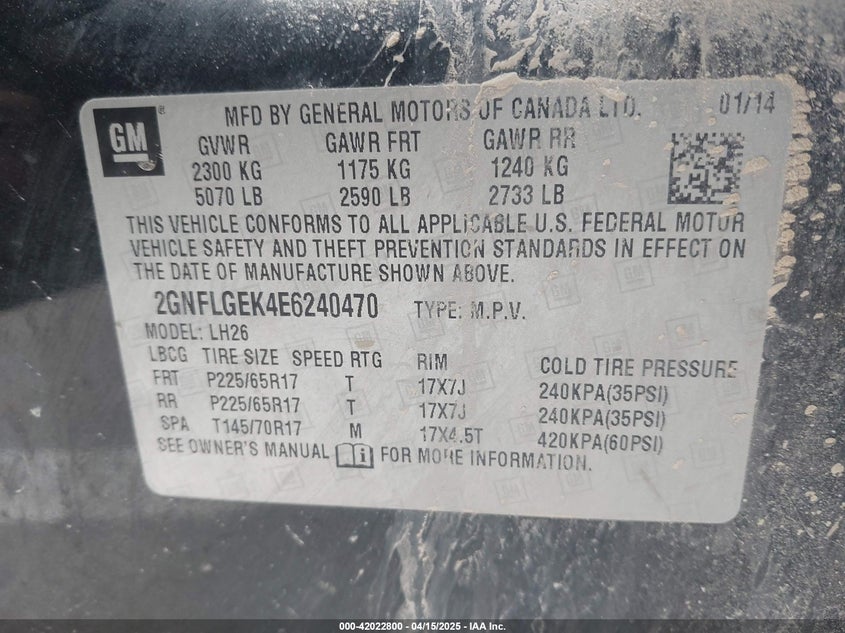 GM
®
MFD BY GENERAL MOTORS OF CANADA LTD. 01/14
GVWR GAWR FRT GAWR RR
2300 KG 1175 KG 1240 KG
5070 LB 2590 LB 2733 LB
THIS VEHICLE CONFORMS TO ALL APPLICABLE U.S. FEDERAL MOTOR
VEHICLE SAFETY AND THEFT PREVENTION STANDARDS IN EFFECT ON
THE DATE OF MANUFACTURE SHOWN ABOVE.
2GNFLGEK4E6240470 TYPE: M.P.V.
MODEL: LH26
LBCG TIRE SIZE SPEED RTG RIM COLD TIRE PRESSURE
FRT P225/65R17 T 17X7J 240KPA(35PSI)
RR P225/65R17 T 17X7J 240KPA(35PSI)
SPA T145/70R17 M 17X4.5T 420KPA(60PSI)
SEE OWNER'S MANUAL FOR MORE INFORMATION.
000-42022800 - 04/15/2025 - IAA Inc.